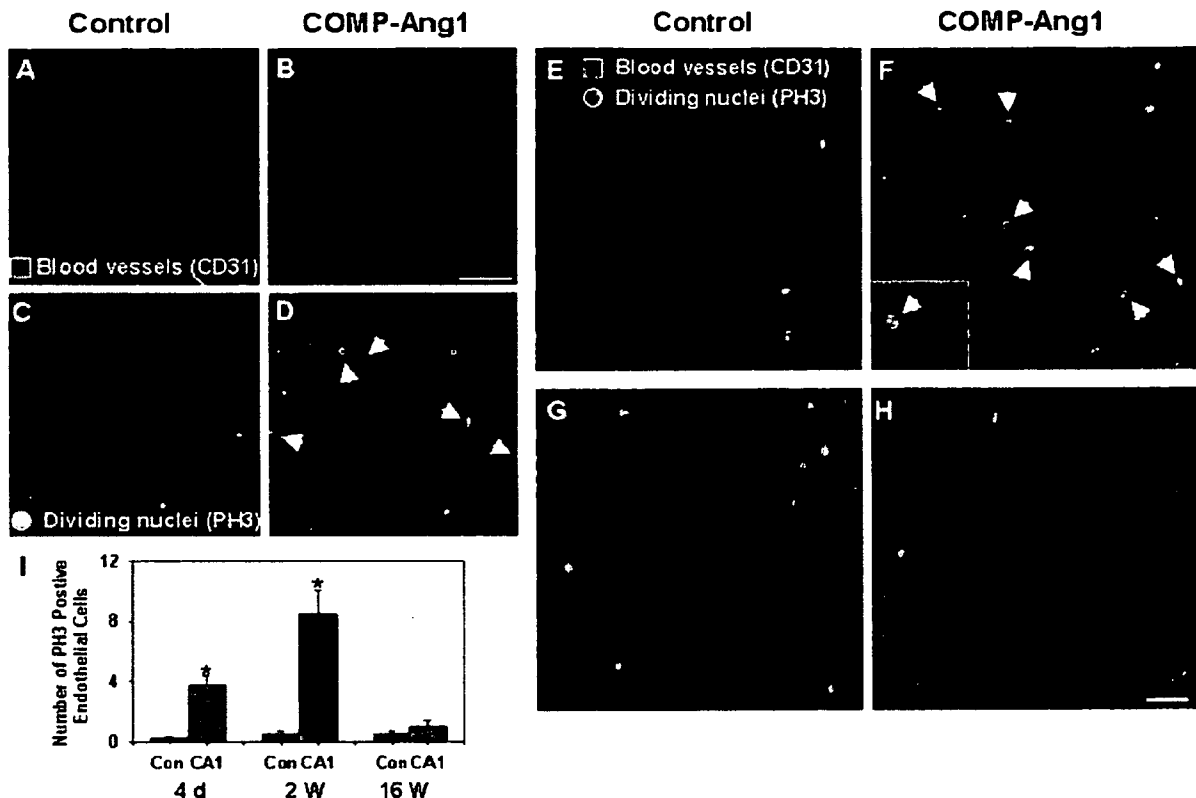 Control COMP-Ang1 Control COMP-Ang1
A B E Blood vessels (CD31) F
Dividing nuclei (PH3)
Blood vessels (CD31)
C D
G H
Dividing nuclei (PH3)
I
Number of PH3 Postive
Endothelial Cells
12
8
4
0
* *
Con CA1 Con CA1 Con CA1
4 d 2 W 16 W